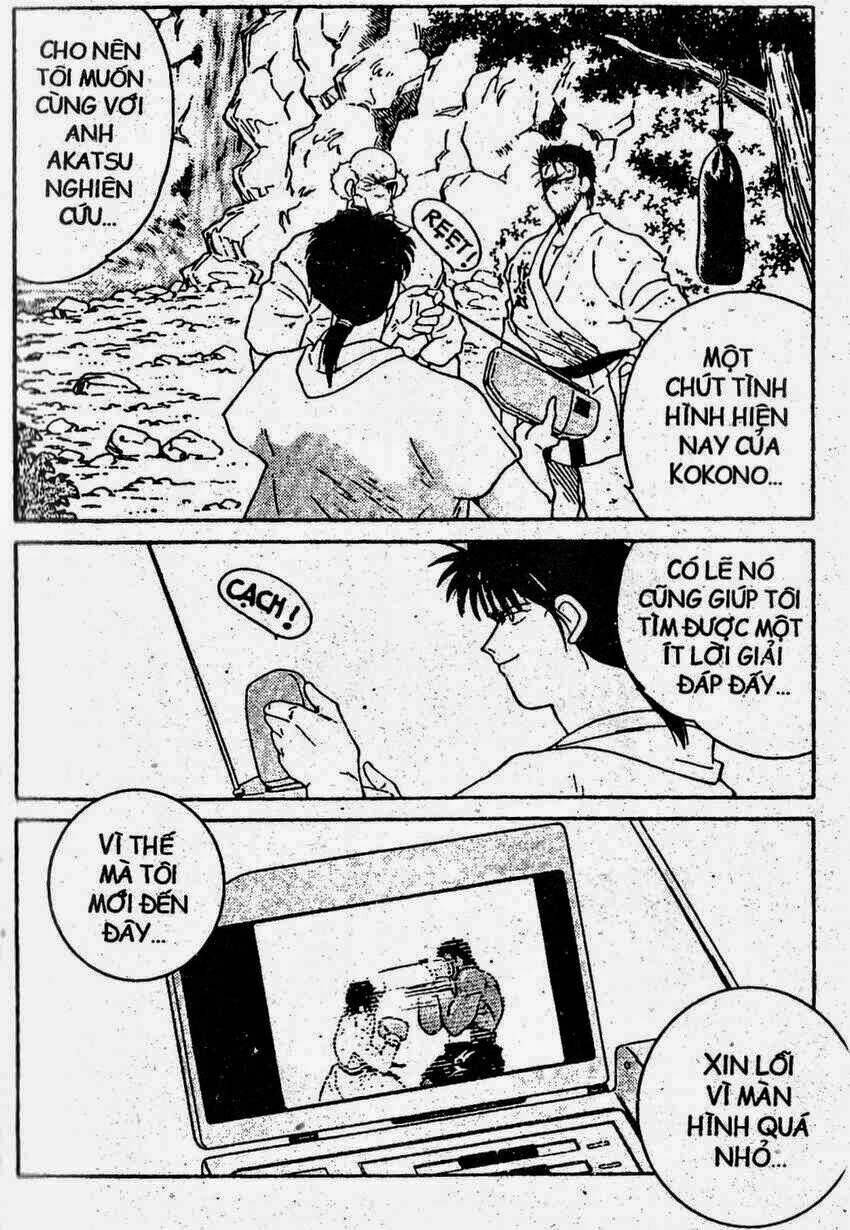 CHO NÊN
TÔI MUỐN
CÙNG VỚI
ANH
AKATSU
NGHIÊN
CỨU...
REẸT!
MỘT
CHÚT TÌNH
HÌNH HIỆN
NAY CỦA
KOKONO...
CÓ LẼ NÓ
CŨNG GIÚP TÔI
TÌM ĐƯỢC MỘT
ÍT LỜI GIẢI
ĐÁP ĐẤY...
CẠCH!
VÌ THẾ
MÀ TÔI
MỚI ĐẾN
ĐÂY...
XIN LỖI
VÌ MÀN
HÌNH QUÁ
NHỎ...